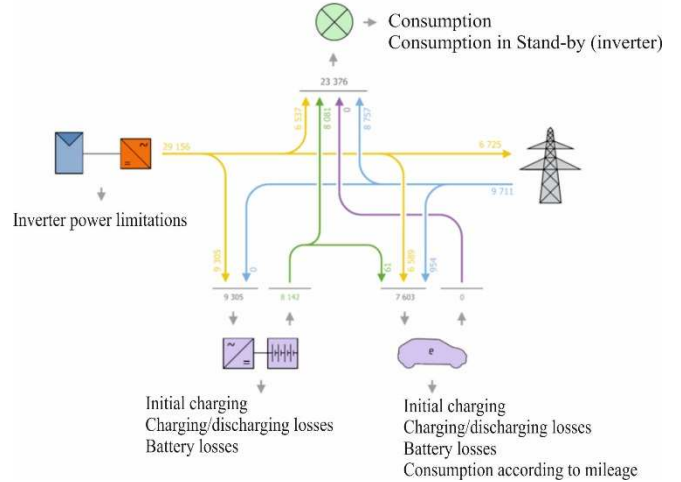 Consumption
Consumption in Stand-by (inverter)
23 376
6 537
8 081
0
8 757
29 156
6 725
9 711
Inverter power limitations
9 305
0
61
6 589
954
9 305
8 142
7 603
0
~
=
~
=
e
Initial charging
Charging/discharging losses
Battery losses
Initial charging
Charging/discharging losses
Battery losses
Consumption according to mileage